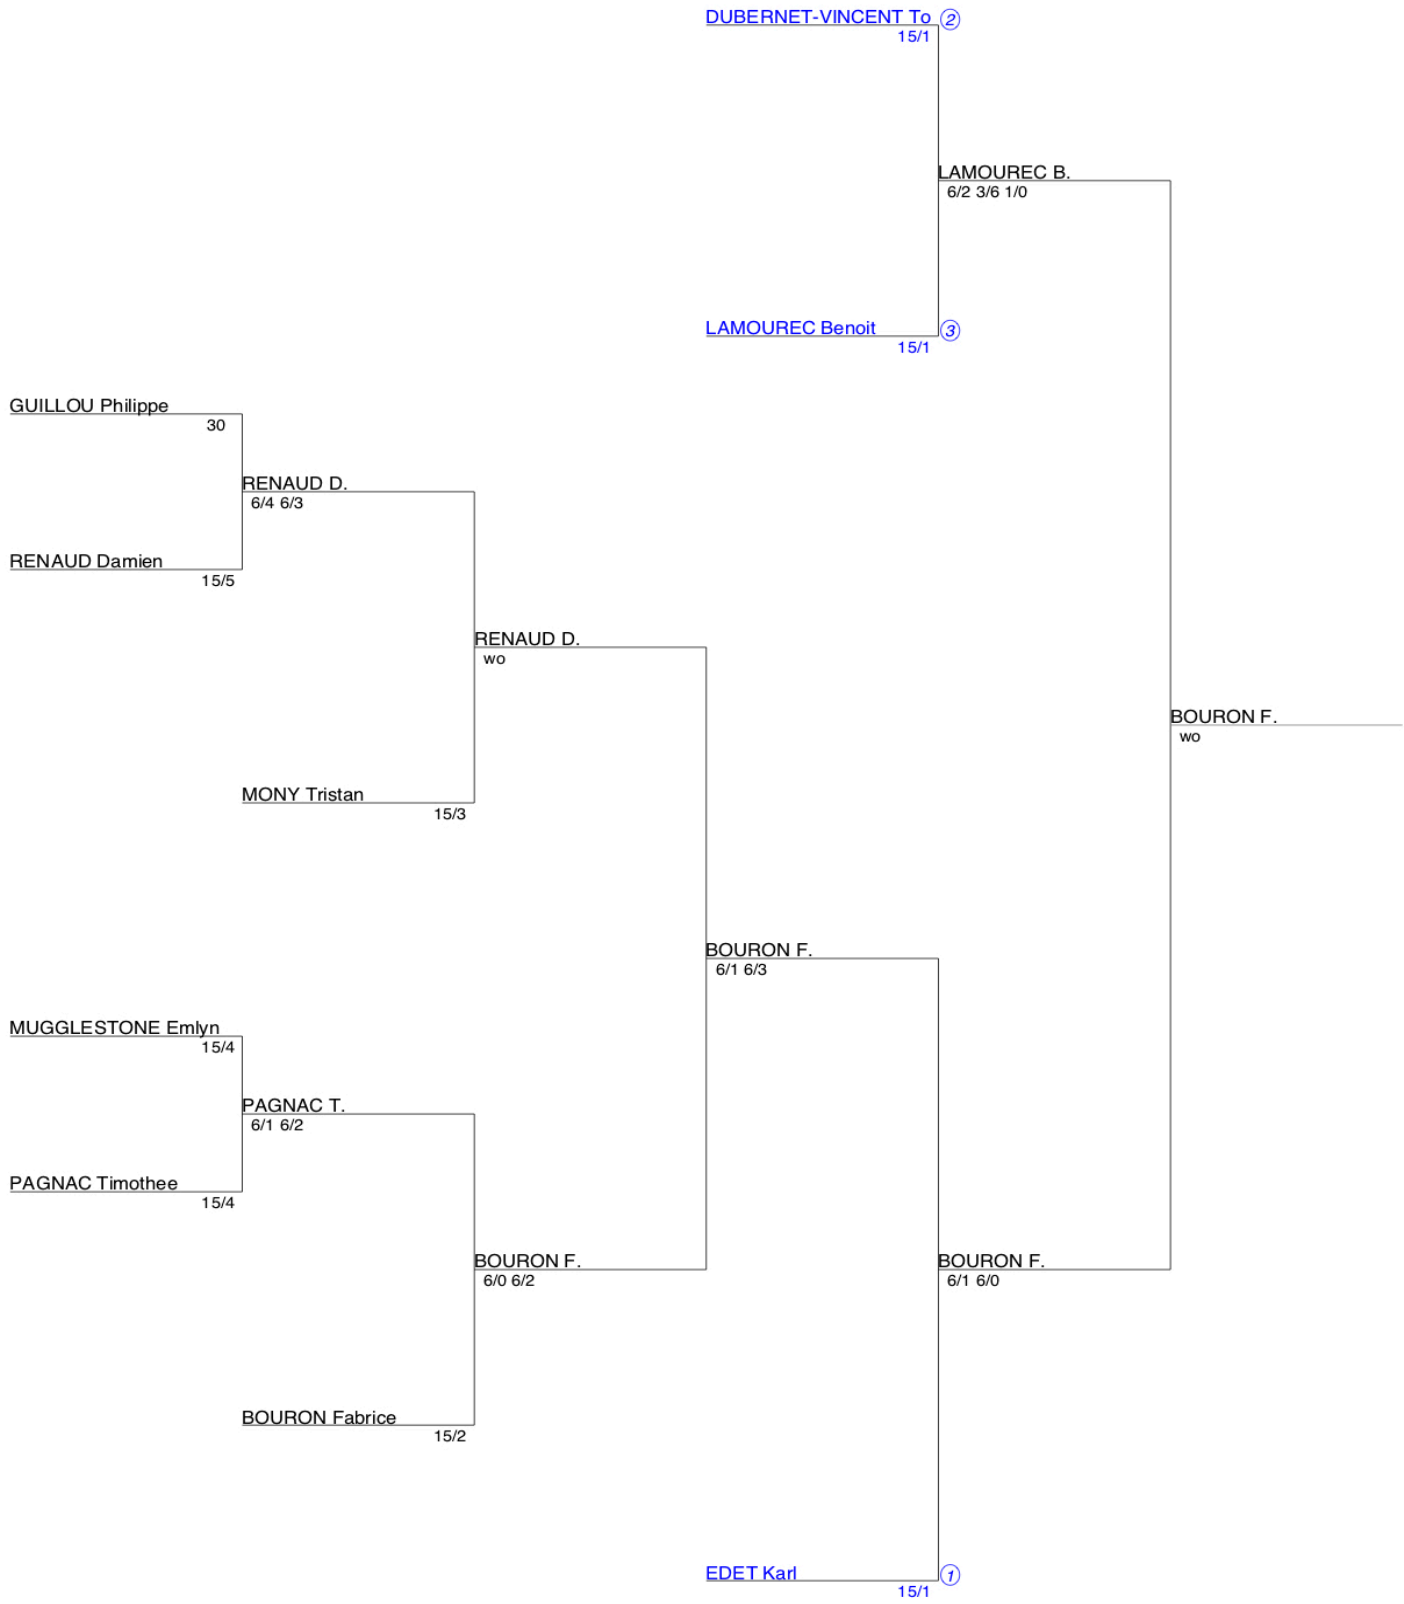 DUBERNET-VINCENT To 2
15/1
LAMOUREC B.
6/2 3/6 1/0
LAMOUREC Benoit 3
15/1
GUILLOU Philippe
30
RENAUD D.
6/4 6/3
RENAUD Damien
15/5
RENAUD D.
wo
BOURON F.
wo
MONY Tristan
15/3
BOURON F.
6/1 6/3
MUGGLESTONE Emlyn
15/4
PAGNAC T.
6/1 6/2
PAGNAC Timothee
15/4
BOURON F.
6/0 6/2
BOURON F.
6/1 6/0
BOURON Fabrice
15/2
EDET Karl 1
15/1